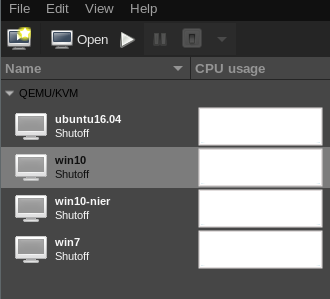 File Edit View Help
Open
Name CPU usage
QEMU/KVM
ubuntu16.04
Shutoff
win10
Shutoff
win10-nier
Shutoff
win7
Shutoff